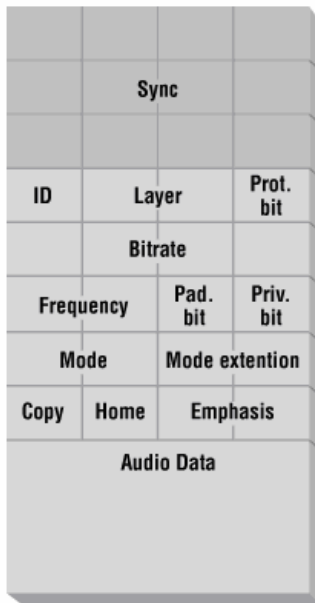 Sync
ID Layer Prot. bit
Bitrate
Frequency Pad. bit Priv. bit
Mode Mode extention
Copy Home Emphasis
Audio Data